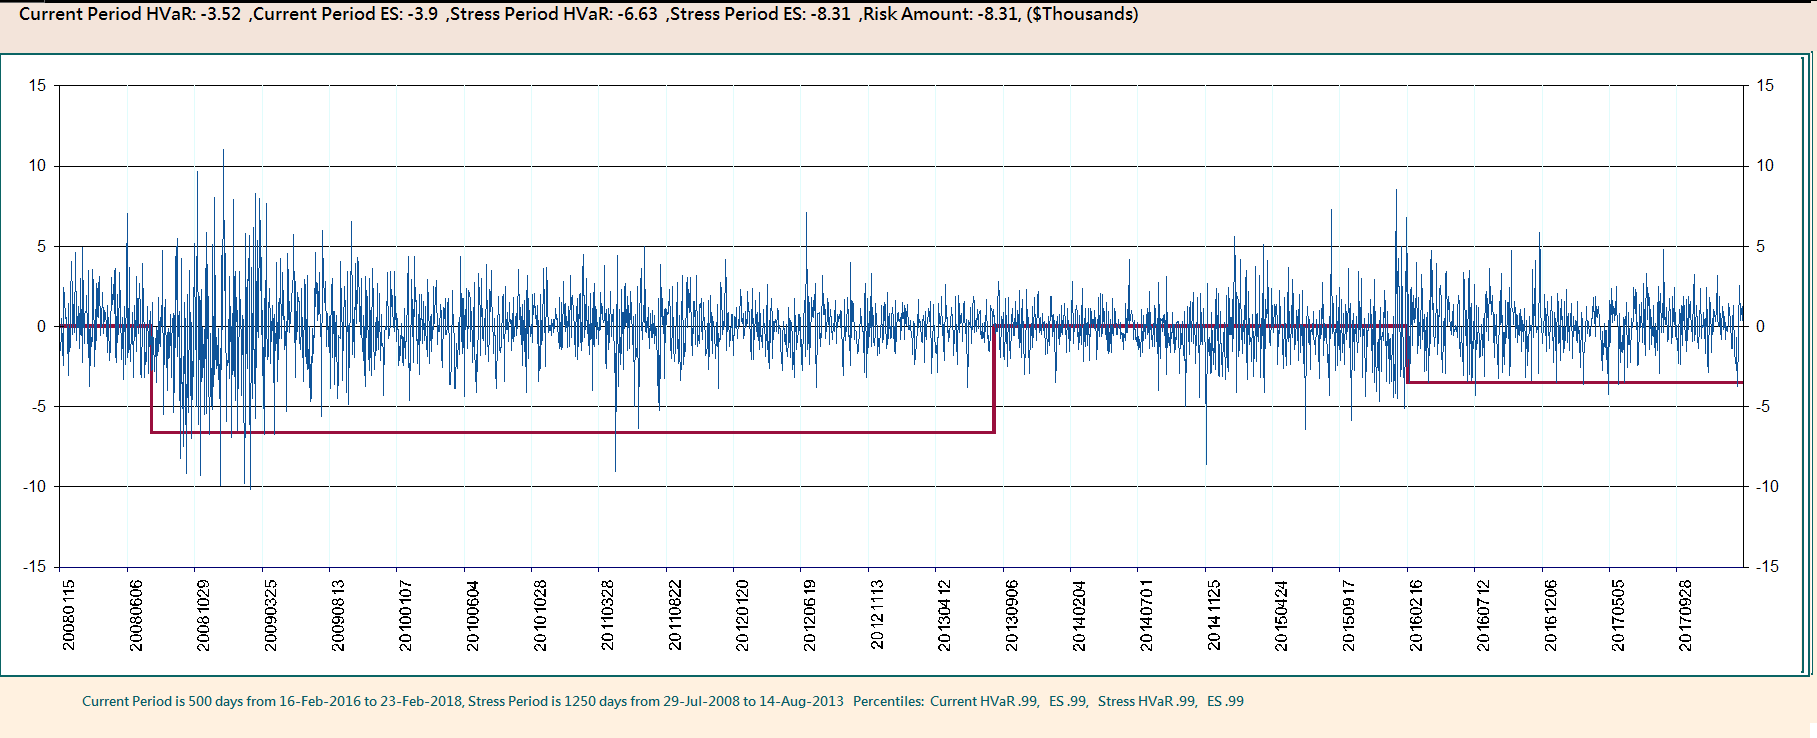 Current Period HVaR: -3.52 ,Current Period ES: -3.9 ,Stress Period HVaR: -6.63 ,Stress Period ES: -8.31 ,Risk Amount: -8.31, ($Thousands)
15 15
10 10
5 5
0 0
-5 -5
-10 -10
-15 -15
20080115 20080606 20081029 20090325 20090813 20100107 20100604 20101028 20110328 20110822 20120120 20120619 20121113 20130412 20130906 20140204 20140701 20141125 20150424 20150917 20160216 20160712 20161206 20170505 20170928
Current Period is 500 days from 16-Feb-2016 to 23-Feb-2018, Stress Period is 1250 days from 29-Jul-2008 to 14-Aug-2013 Percentiles: Current HVaR .99, ES .99, Stress HVaR .99, ES .99